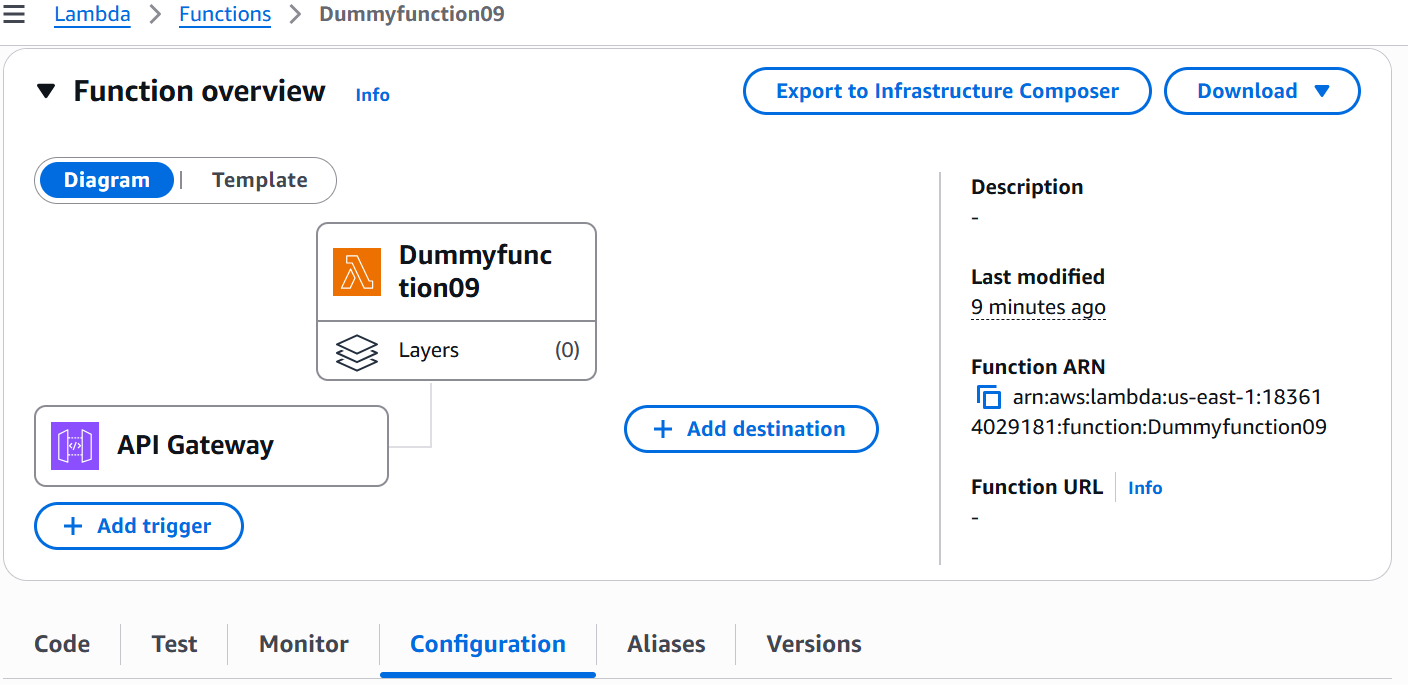 Lambda > Functions > Dummyfunction09
Function overview Info
Export to Infrastructure Composer
Download
Diagram | Template
Dummyfunc
tion09
Layers (0)
API Gateway
+ Add trigger
+ Add destination
Description
-
Last modified
9 minutes ago
Function ARN
arn:aws:lambda:us-east-1:18361
4029181:function:Dummyfunction09
Function URL | Info
-
Code
Test
Monitor
Configuration
Aliases
Versions